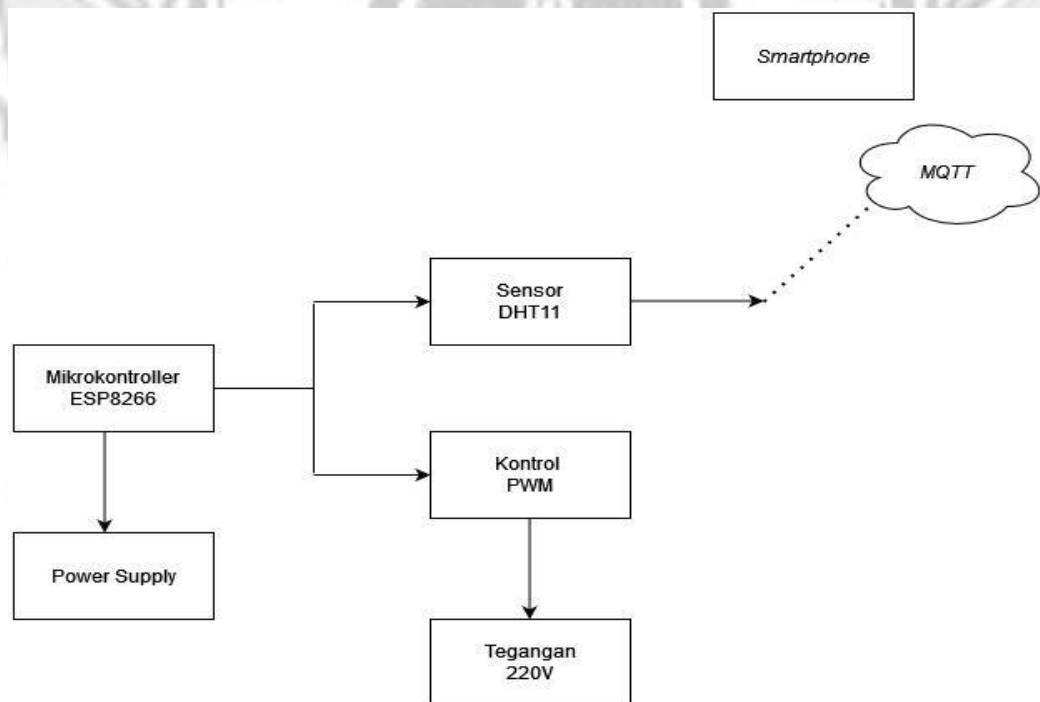 Smartphone
MQTT
Sensor
DHT11
Mikrokontroller
ESP8266
Kontrol
PWM
Power Supply
Tegangan
220V